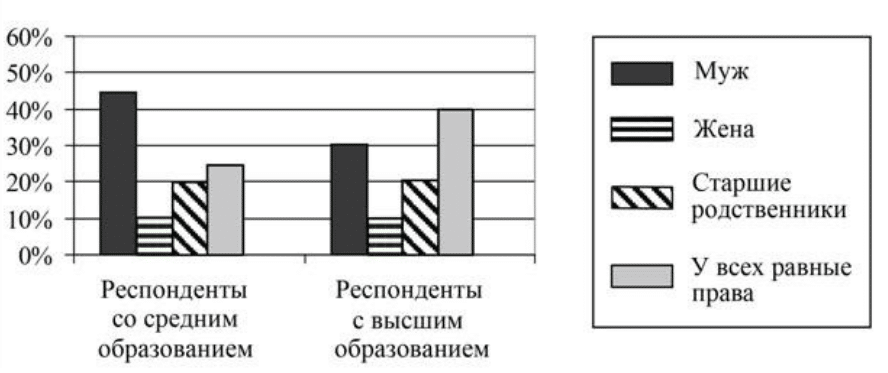 60%
50%
40%
30%
20%
10%
0%
Респонденты
со средним
образованием
Респонденты
с высшим
образованием
Муж
Жена
Старшие
родственники
У всех равные
права